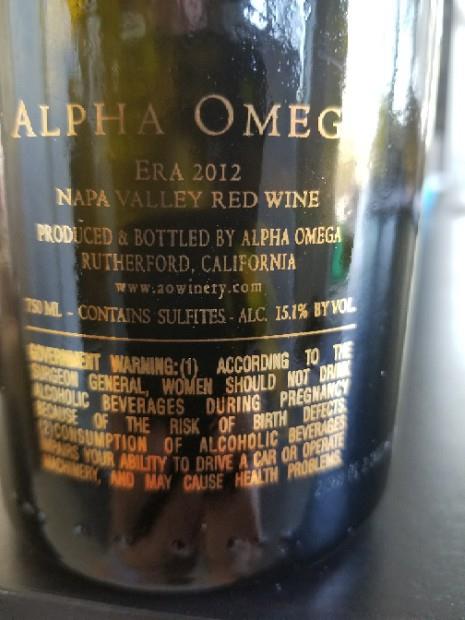 ALPHA OMEG
ERA 2012
NAPA VALLEY RED WINE
PRODUCED & BOTTLED BY ALPHA OMEGA
RUTHERFORD, CALIFORNIA
www.aowinery.com
750 ML - CONTAINS SULFITES - ALC. 15.1% BY VOL.
GOVERNMENT WARNING:(1) ACCORDING TO THE
SURGEON GENERAL, WOMEN SHOULD NOT DRINK
ALCOHOLIC BEVERAGES DURING PREGNANCY
BECAUSE OF THE RISK OF BIRTH DEFECTS.
(2)CONSUMPTION OF ALCOHOLIC BEVERAGES
IMPAIRS YOUR ABILITY TO DRIVE A CAR OR OPERATE
MACHINERY, AND MAY CAUSE HEALTH PROBLEMS.